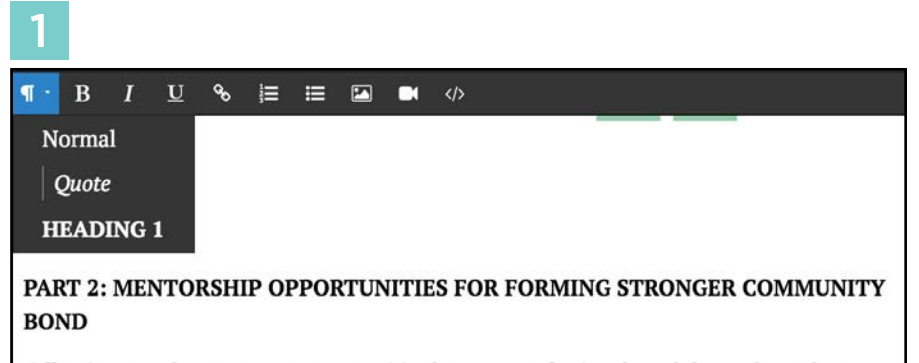 1
B I U </>
Normal
Quote
HEADING 1
PART 2: MENTORSHIP OPPORTUNITIES FOR FORMING STRONGER COMMUNITY
BOND